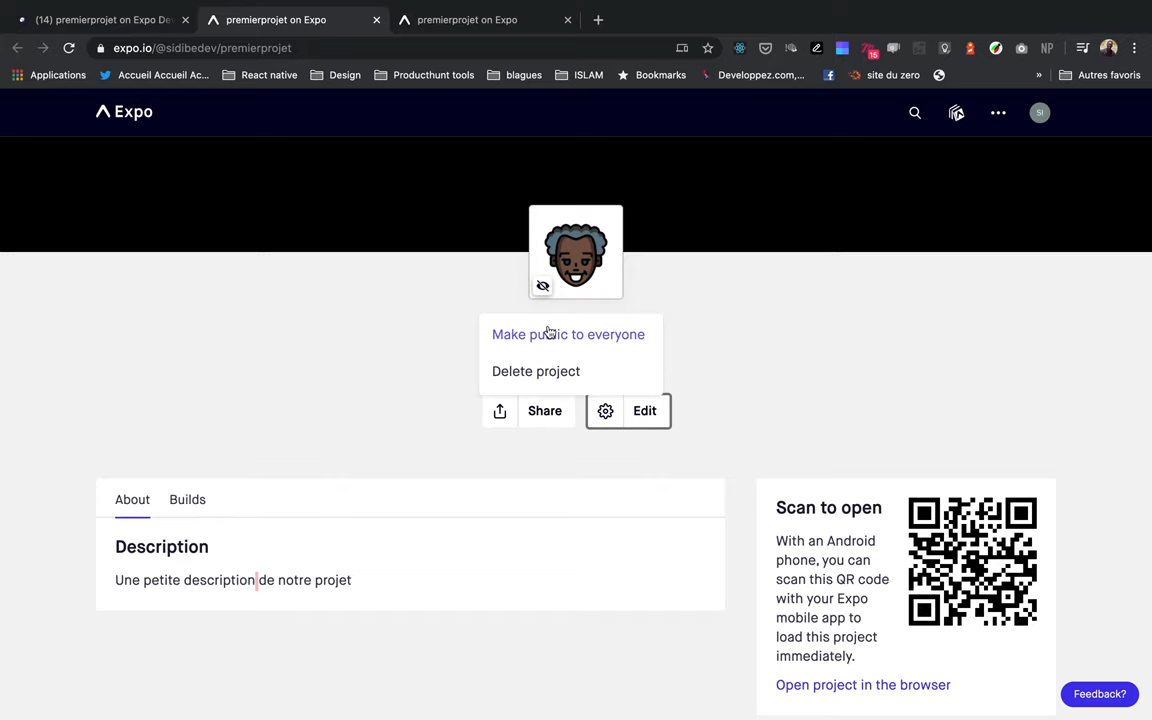 (14) premierprojet on Expo De
premierprojet on Expo
premierprojet on Expo
expo.io/@sidibedev/premierprojet
15
NP
Applications
Accueil Accueil Ac...
React native
Design
Producthunt tools
blagues
ISLAM
Bookmarks
Developpez.com,...
site du zero
»
Autres favoris
Expo
SI
Make public to everyone
Delete project
Share
Edit
About
Builds
Description
Une petite description de notre projet
Scan to open
With an Android
phone, you can
scan this QR code
with your Expo
mobile app to
load this project
immediately.
Open project in the browser
Feedback?